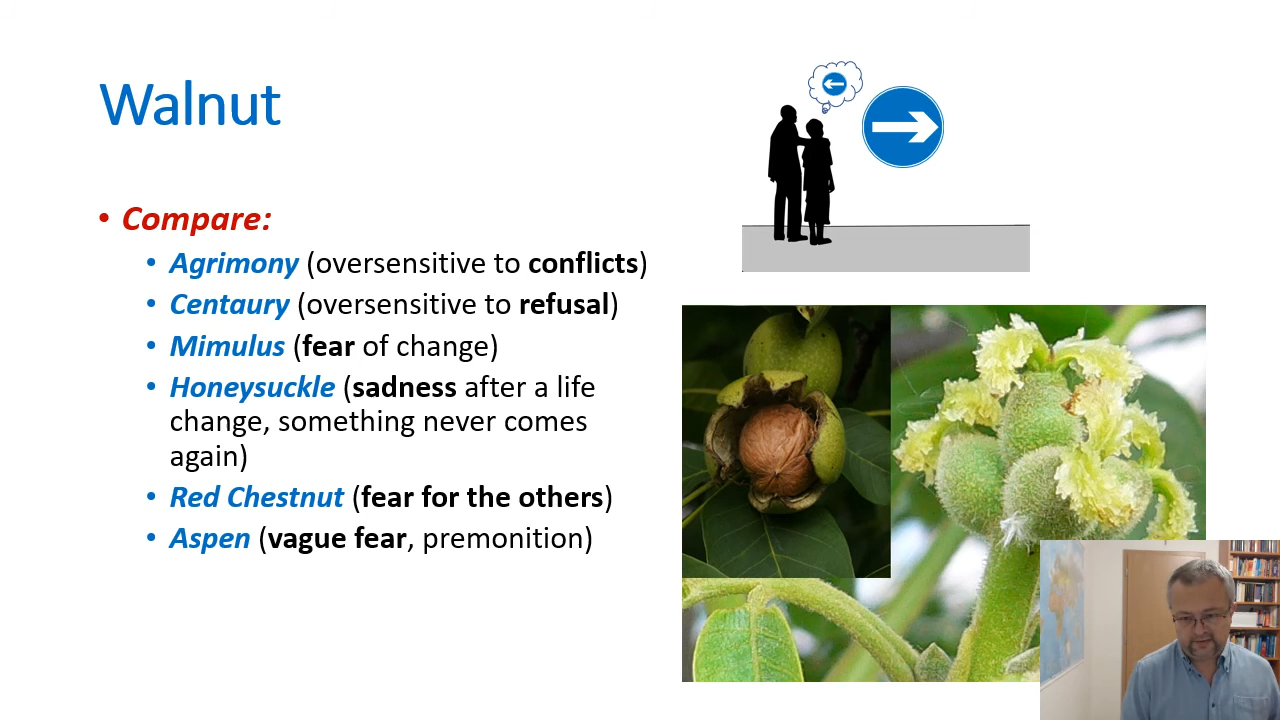 Walnut
• Compare:
• Agrimony (oversensitive to conflicts)
• Centaury (oversensitive to refusal)
• Mimulus (fear of change)
• Honeysuckle (sadness after a life
change, something never comes
again)
• Red Chestnut (fear for the others)
• Aspen (vague fear, premonition)